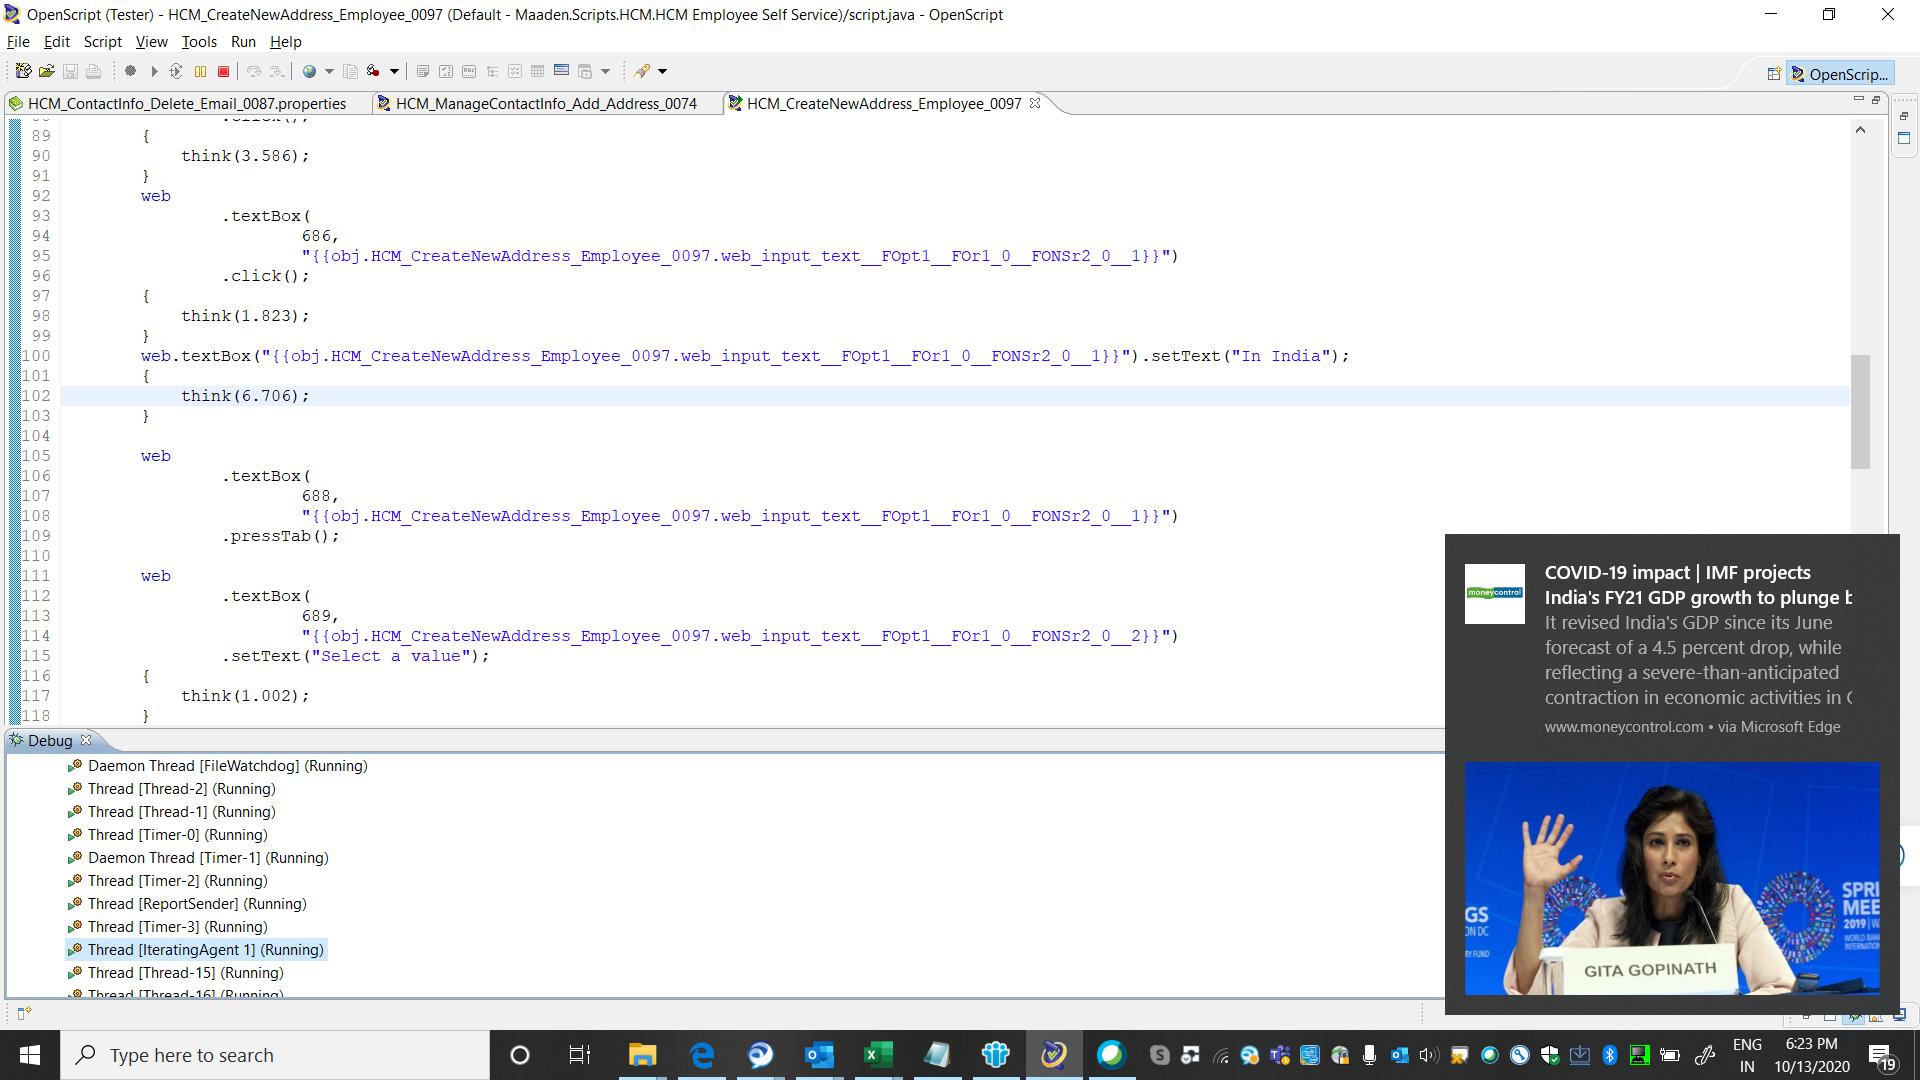 OpenScript (Tester) - HCM_CreateNewAddress_Employee_0097 (Default - Maaden.Scripts.HCM.HCM Employee Self Service)/script.java - OpenScript
File Edit Script View Tools Run Help
OpenScrip...
HCM_ContactInfo_Delete_Email_0087.properties HCM_ManageContactInfo_Add_Address_0074 HCM_CreateNewAddress_Employee_0097
89 {
90 think(3.586);
91 }
92 web
93 .textBox(
94 686,
95 "{{obj.HCM_CreateNewAddress_Employee_0097.web_input_text__FOpt1__FOr1_0__FONSr2_0__1}}")
96 .click();
97 {
98 think(1.823);
99 }
100 web.textBox("{{obj.HCM_CreateNewAddress_Employee_0097.web_input_text__FOpt1__FOr1_0__FONSr2_0__1}}").setText("In India");
101 {
102 think(6.706);
103 }
104
105 web
106 .textBox(
107 688,
108 "{{obj.HCM_CreateNewAddress_Employee_0097.web_input_text__FOpt1__FOr1_0__FONSr2_0__1}}")
109 .pressTab();
110
111 web
112 .textBox(
113 689,
114 "{{obj.HCM_CreateNewAddress_Employee_0097.web_input_text__FOpt1__FOr1_0__FONSr2_0__2}}")
115 .setText("Select a value");
116 {
117 think(1.002);
118 }
Debug
Daemon Thread [FileWatchdog] (Running)
Thread [Thread-2] (Running)
Thread [Thread-1] (Running)
Thread [Timer-0] (Running)
Daemon Thread [Timer-1] (Running)
Thread [Timer-2] (Running)
Thread [ReportSender] (Running)
Thread [Timer-3] (Running)
Thread [IteratingAgent 1] (Running)
Thread [Thread-15] (Running)
Thread [Thread-16] (Running)
moneycontrol
COVID-19 impact | IMF projects
India's FY21 GDP growth to plunge b
It revised India's GDP since its June
forecast of a 4.5 percent drop, while
reflecting a severe-than-anticipated
contraction in economic activities in
www.moneycontrol.com • via Microsoft Edge
GITA GOPINATH
SPRI
MEE
2019
WORLD BAN
INTERNATION
GS
ON DC
RY FUND
Type here to search
ENG
IN
6:23 PM
10/13/2020
19